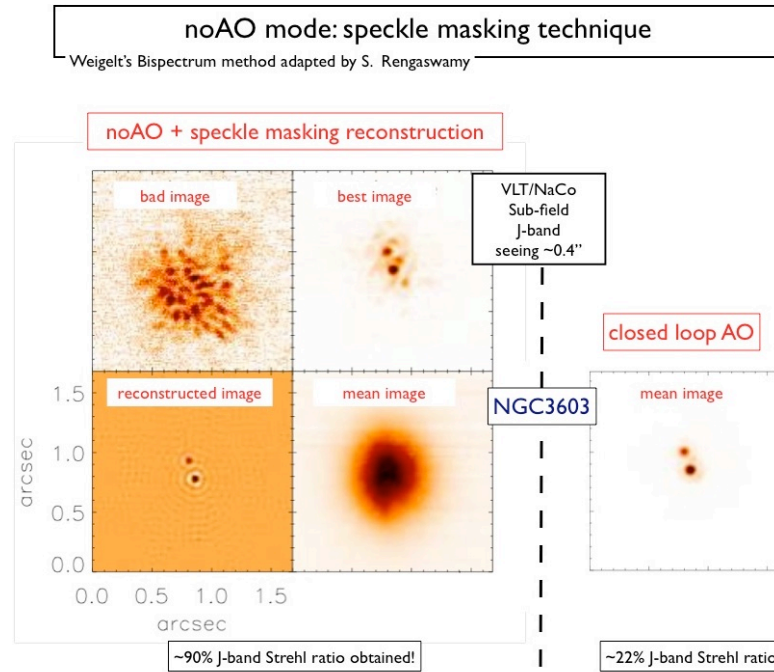 noAO mode: speckle masking technique
Weigelt's Bispectrum method adapted by S. Rengaswamy
noAO + speckle masking reconstruction
bad image
best image
VLT/NaCo
Sub-field
J-band
seeing ~0.4”
closed loop AO
reconstructed image
mean image
NGC3603
mean image
1.5
1.0
0.5
0.0
arcsec
0.0 0.5 1.0 1.5
arcsec
~90% J-band Strehl ratio obtained!
~22% J-band Strehl ratio